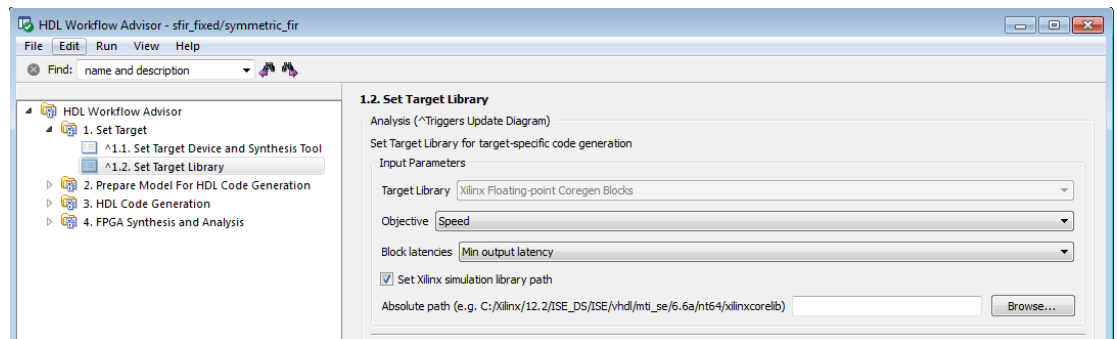 HDL Workflow Advisor - sfir_fixed/symmetric_fir
File Edit Run View Help
Find: name and description
HDL Workflow Advisor
1. Set Target
^1.1. Set Target Device and Synthesis Tool
^1.2. Set Target Library
2. Prepare Model For HDL Code Generation
3. HDL Code Generation
4. FPGA Synthesis and Analysis
1.2. Set Target Library
Analysis (^Triggers Update Diagram)
Set Target Library for target-specific code generation
Input Parameters
Target Library Xilinx Floating-point Coregen Blocks
Objective Speed
Block latencies Min output latency
Set Xilinx simulation library path
Absolute path (e.g. C:/Xilinx/12.2/ISE_DS/ISE/vhdl/mti_se/6.6a/nt64/xilinxcorelib) Browse...